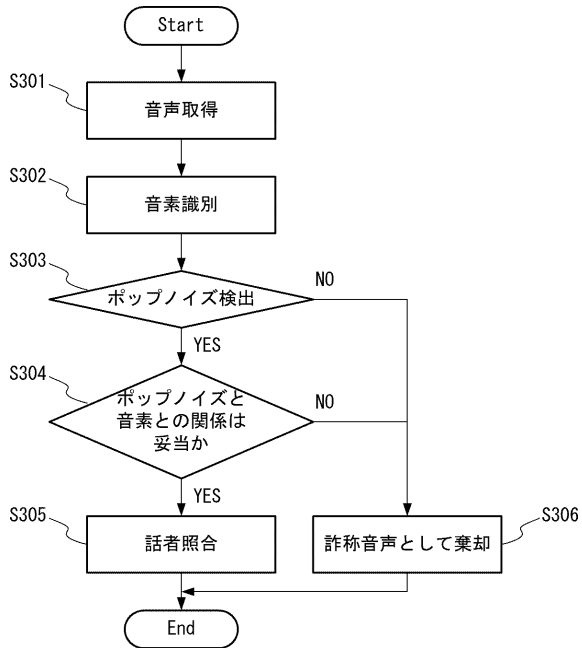 Start
S301
音声取得
S302
音素識別
S303
ポップノイズ検出
NO
YES
S304
ポップノイズと
音素との関係は
妥当か
NO
YES
S305
話者照合
詐称音声として棄却
S306
End